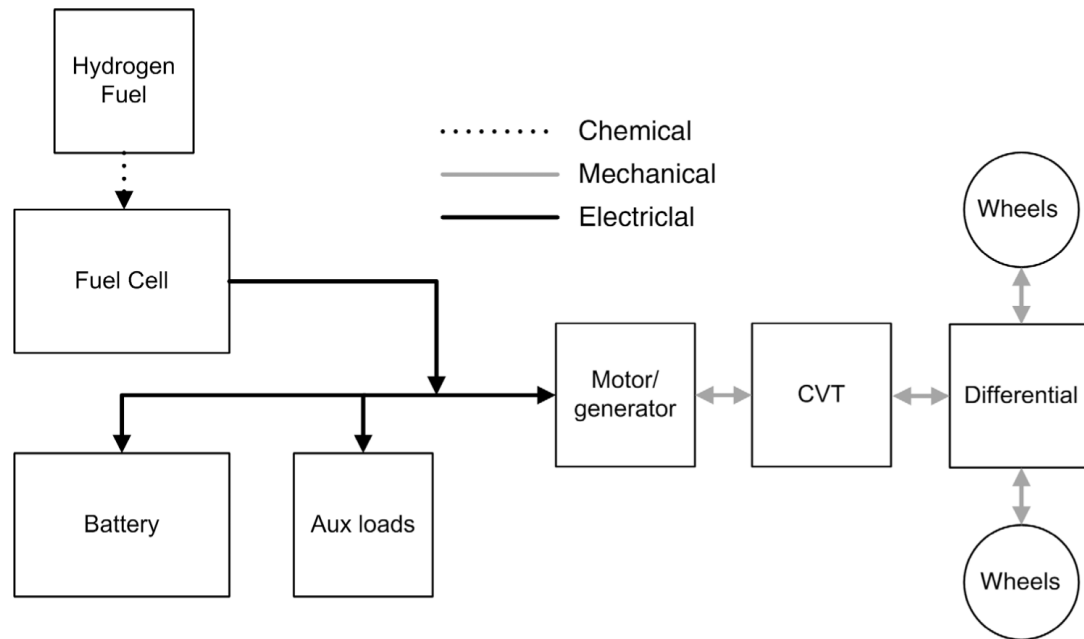 Hydrogen
Fuel
Chemical
Mechanical
Electriclal
Wheels
Fuel Cell
Motor/
generator
CVT
Differential
Battery
Aux loads
Wheels